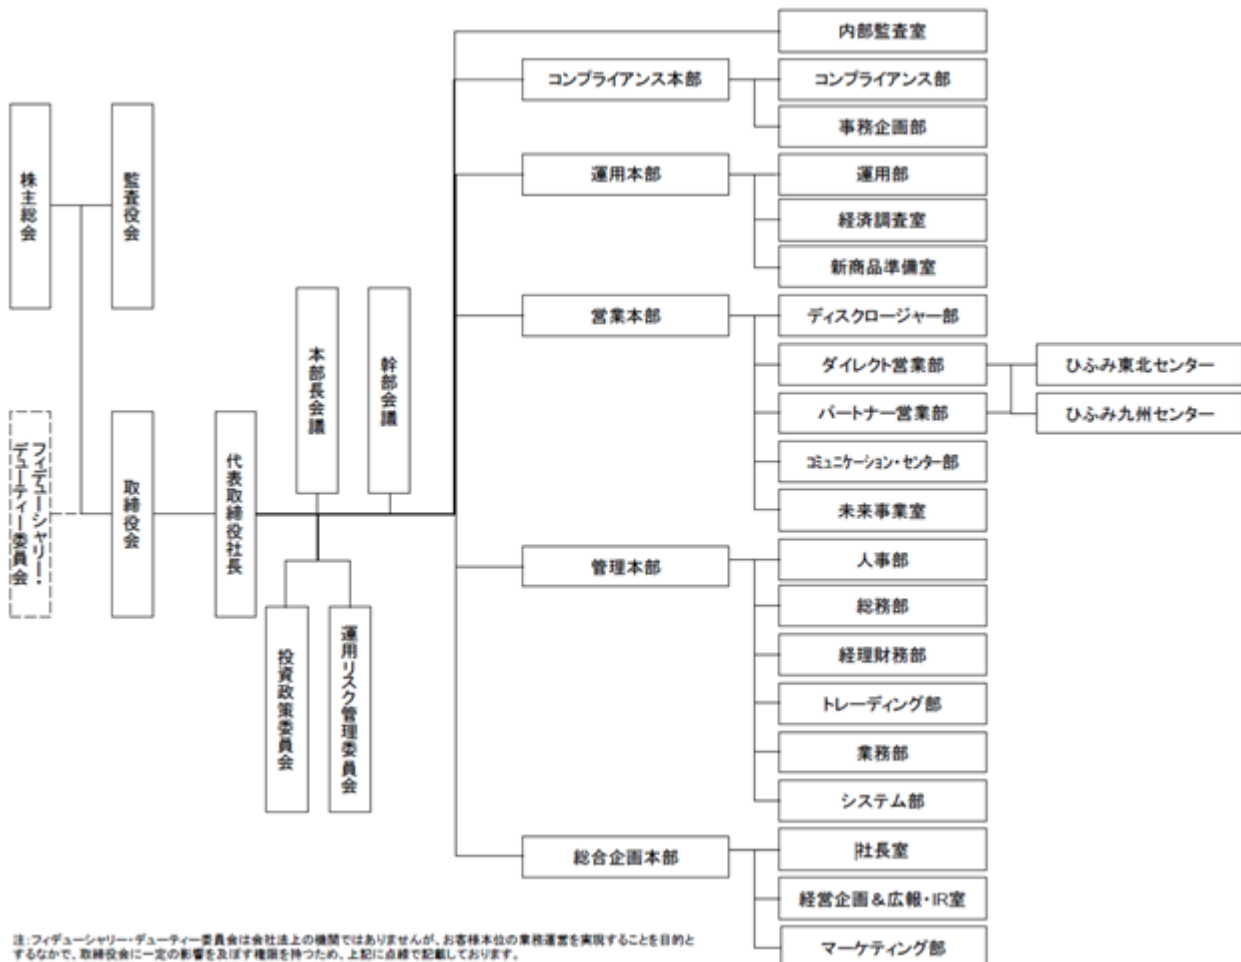 内部監査室
コンプライアンス本部
コンプライアンス部
事務企画部
運用本部
運用部
経済調査室
新商品準備室
営業本部
ディスクロージャー部
ダイレクト営業部
ひふみ東北センター
パートナー営業部
ひふみ九州センター
コミュニケーション・センター部
未来事業室
管理本部
人事部
総務部
経理財務部
トレーディング部
業務部
システム部
総合企画本部
社長室
経営企画&広報・IR室
マーケティング部
株主総会
監査役会
フィデューシャリー・
デューティー委員会
取締役会
代表取締役社長
本部長会議
幹部会議
投資政策委員会
運用リスク管理委員会
注:フィデューシャリー・デューティー委員会は会社法上の機関ではありませんが、お客様本位の業務運営を実現することを目的と
するなかで、取締役会に一定の影響を及ぼす権限を持つため、上記に点線で記載しております。